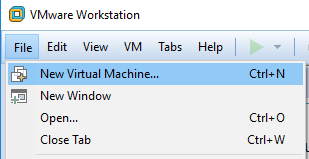 VMware Workstation
File Edit View VM Tabs Help
New Virtual Machine... Ctrl+N
New Window
Open... Ctrl+O
Close Tab Ctrl+W